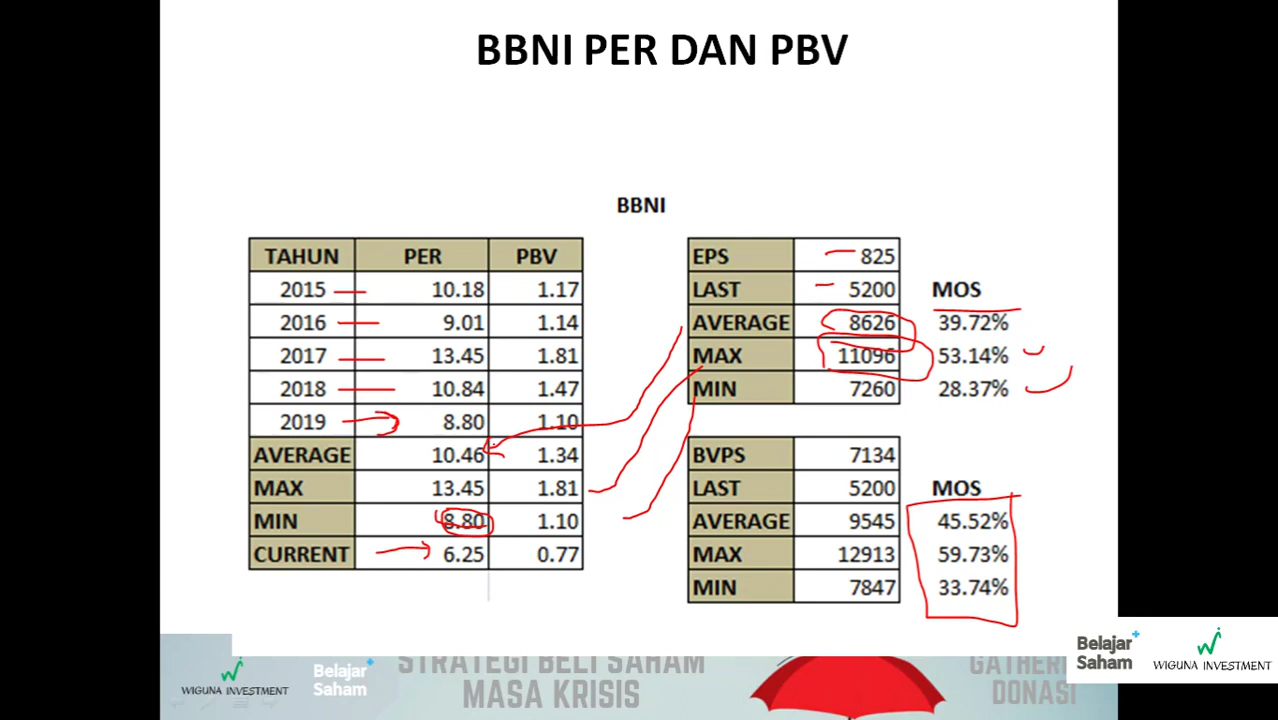 BBNI PER DAN PBV
BBNI
TAHUN PER PBV
2015 10.18 1.17
2016 9.01 1.14
2017 13.45 1.81
2018 10.84 1.47
2019 8.80 1.10
AVERAGE 10.46 1.34
MAX 13.45 1.81
MIN 8.80 1.10
CURRENT 6.25 0.77
EPS 825
LAST 5200 MOS
AVERAGE 8626 39.72%
MAX 11096 53.14%
MIN 7260 28.37%
BVPS 7134
LAST 5200 MOS
AVERAGE 9545 45.52%
MAX 12913 59.73%
MIN 7847 33.74%
WIGUNA INVESTMENT
Belajar+
Saham
STRATEGI BELI SAHAM
MASA KRISIS
DONASI
Belajar+
Saham
WIGUNA INVESTMENT